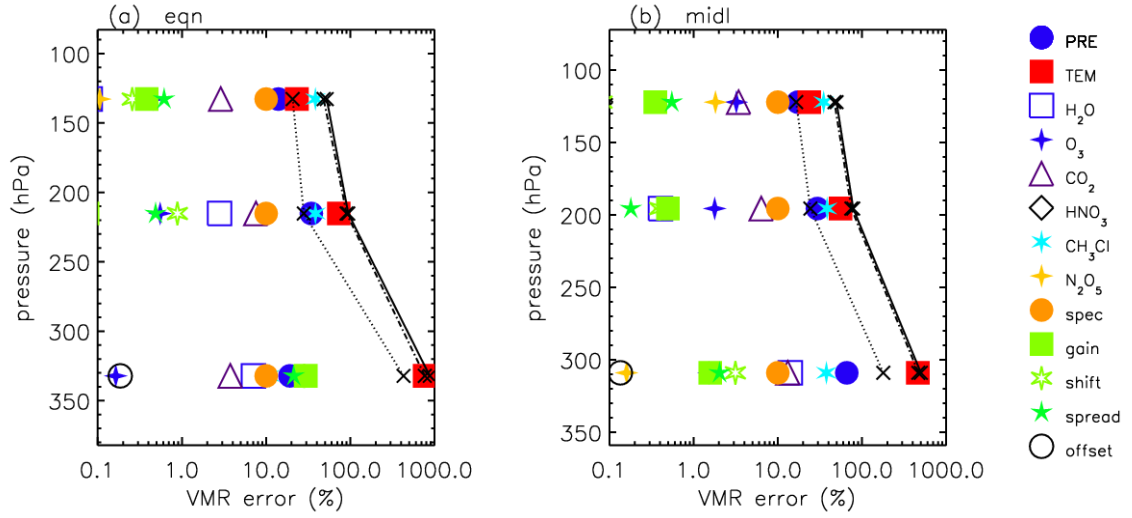 (a) eqn
100
150
200
250
300
350
pressure (hPa)
0.1 1.0 10.0 100.0 1000.0
VMR error (%)
(b) midl
100
150
200
250
300
350
pressure (hPa)
0.1 1.0 10.0 100.0 1000.0
VMR error (%)
PRE
TEM
H₂O
O₃
CO₂
HNO₃
CH₃Cl
N₂O₅
spec
gain
shift
spread
offset